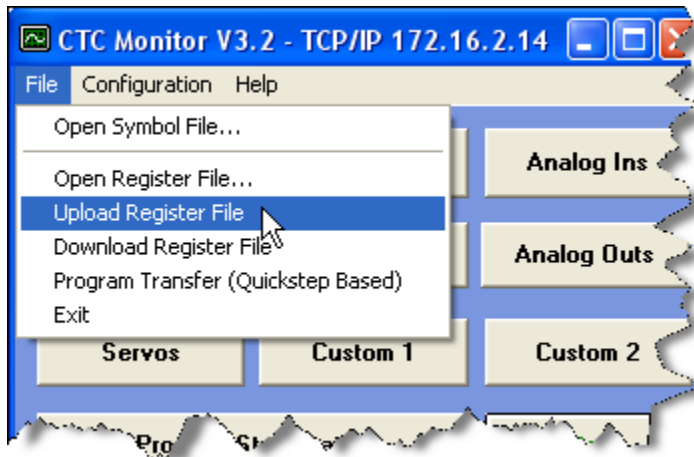 CTC Monitor V3.2 - TCP/IP 172.16.2.14
File Configuration Help
Open Symbol File...
Open Register File...
Upload Register File
Download Register File
Program Transfer (Quickstep Based)
Exit
Analog Ins
Analog Outs
Servos Custom 1 Custom 2